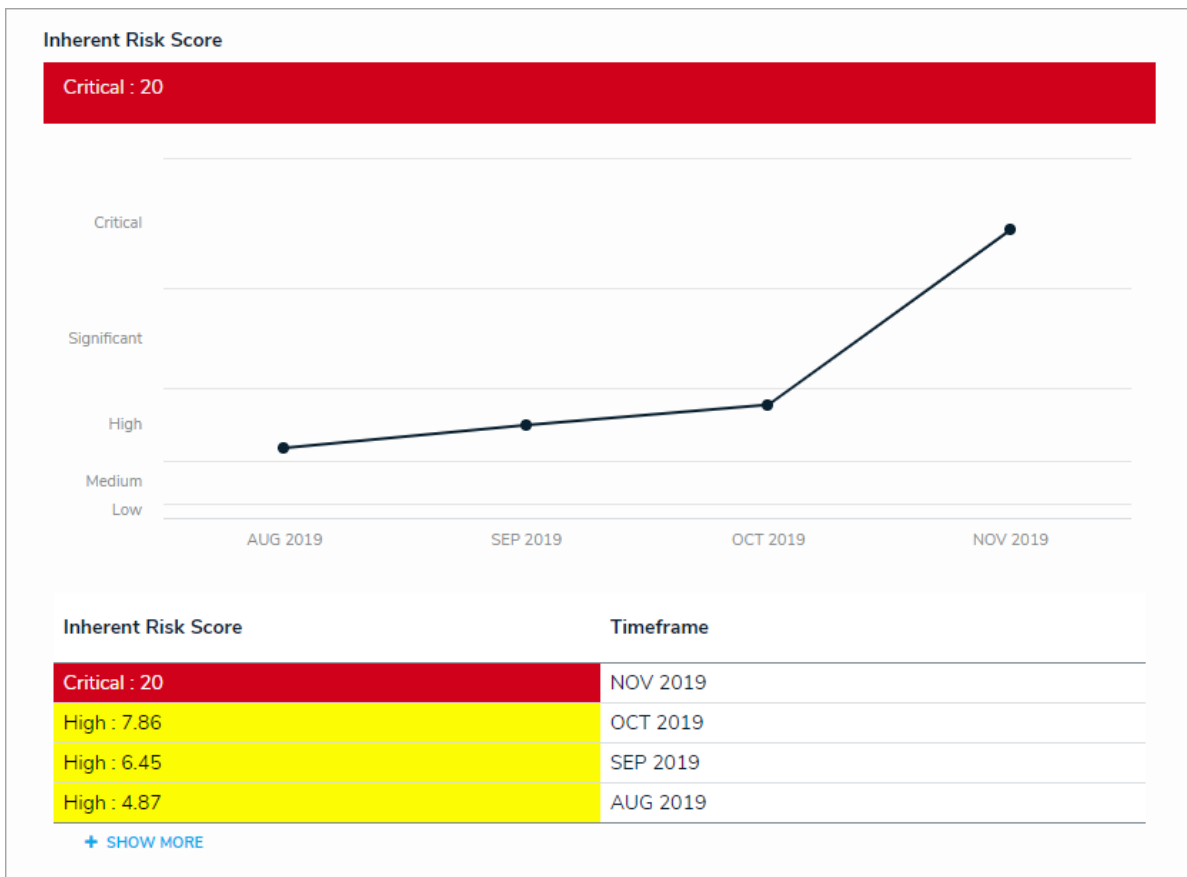 Inherent Risk Score
Critical : 20
Critical
Significant
High
Medium
Low
AUG 2019 SEP 2019 OCT 2019 NOV 2019
Inherent Risk Score Timeframe
Critical : 20 NOV 2019
High : 7.86 OCT 2019
High : 6.45 SEP 2019
High : 4.87 AUG 2019
+ SHOW MORE